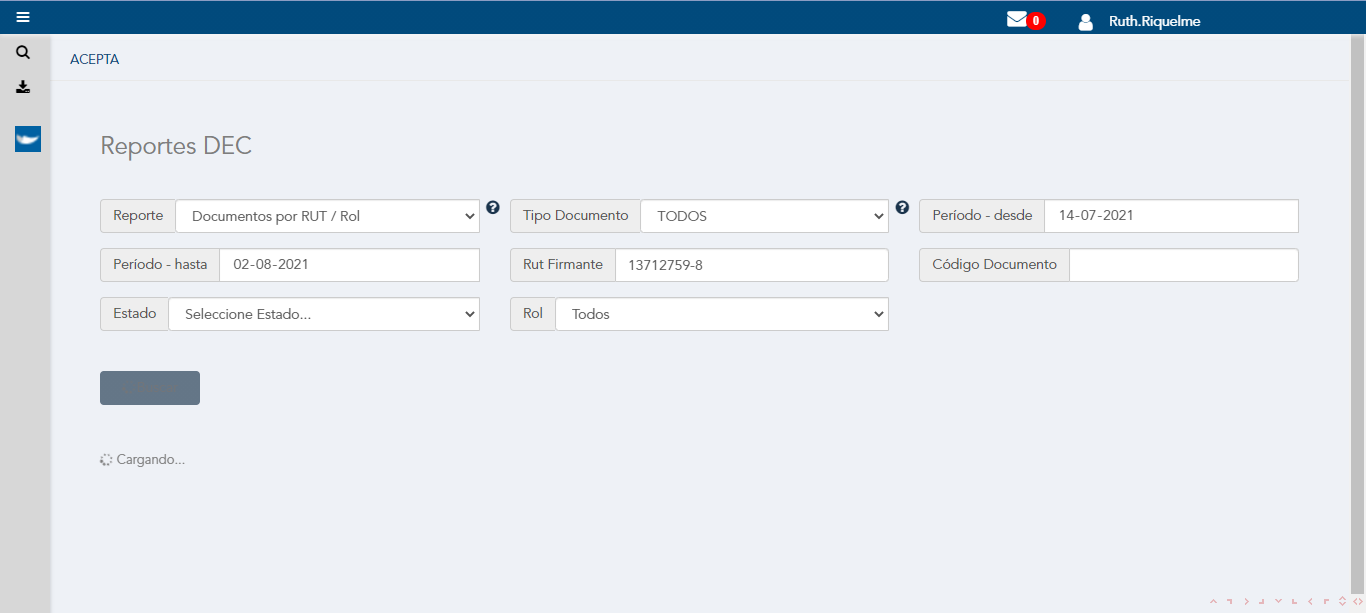 0 Ruth.Riquelme
ACEPTA
Reportes DEC
Reporte Documentos por RUT / Rol Tipo Documento TODOS Período - desde 14-07-2021
Período - hasta 02-08-2021 Rut Firmante 13712759-8 Código Documento
Estado Seleccione Estado... Rol Todos
Cargando...